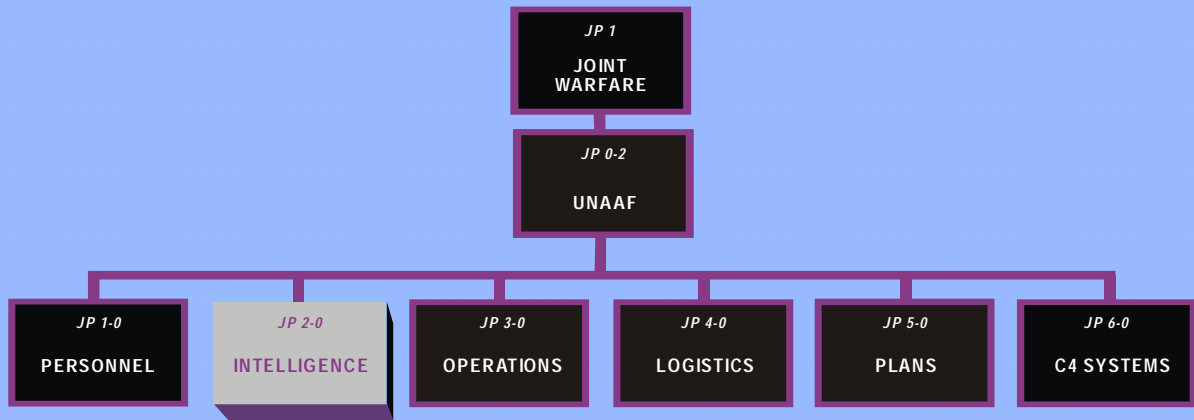 JP 1
JOINT
WARFARE
JP 0-2
UNAAF
JP 1-0
PERSONNEL
JP 2-0
INTELLIGENCE
JP 3-0
OPERATIONS
JP 4-0
LOGISTICS
JP 5-0
PLANS
JP 6-0
C4 SYSTEMS